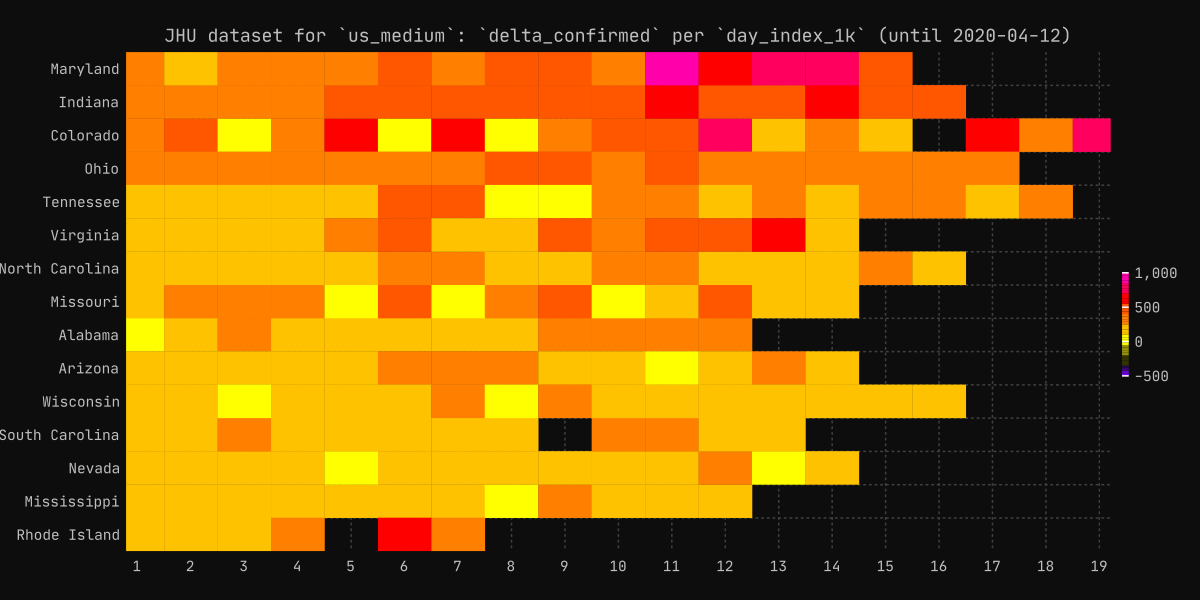 JHU dataset for `us_medium`: `delta_confirmed` per `day_index_1k` (until 2020-04-12)
Maryland
Indiana
Colorado
Ohio
Tennessee
Virginia
North Carolina
Missouri
Alabama
Arizona
Wisconsin
South Carolina
Nevada
Mississippi
Rhode Island
1 2 3 4 5 6 7 8 9 10 11 12 13 14 15 16 17 18 19
1,000
500
0
-500